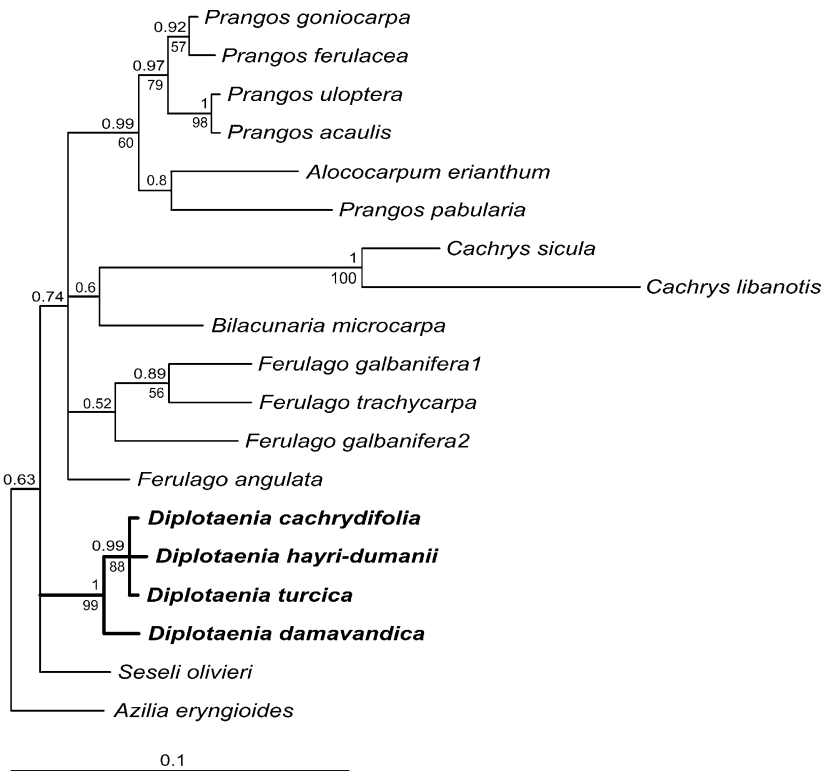 Prangos goniocarpa
0.92
57
Prangos ferulacea
0.97
79
Prangos uloptera
1
98
Prangos acaulis
0.99
60
Alococarpum erianthum
0.8
Prangos pabularia
Cachrys sicula
1
100
Cachrys libanotis
0.6
0.74
Bilacunaria microcarpa
Ferulago galbanifera1
0.89
56
Ferulago trachycarpa
0.52
Ferulago galbanifera2
Ferulago angulata
0.63
Diplotaenia cachrydifolia
0.99
88
Diplotaenia hayri-dumanii
1
99
Diplotaenia turcica
Diplotaenia damavandica
Seseli olivieri
Azilia eryngioides
0.1